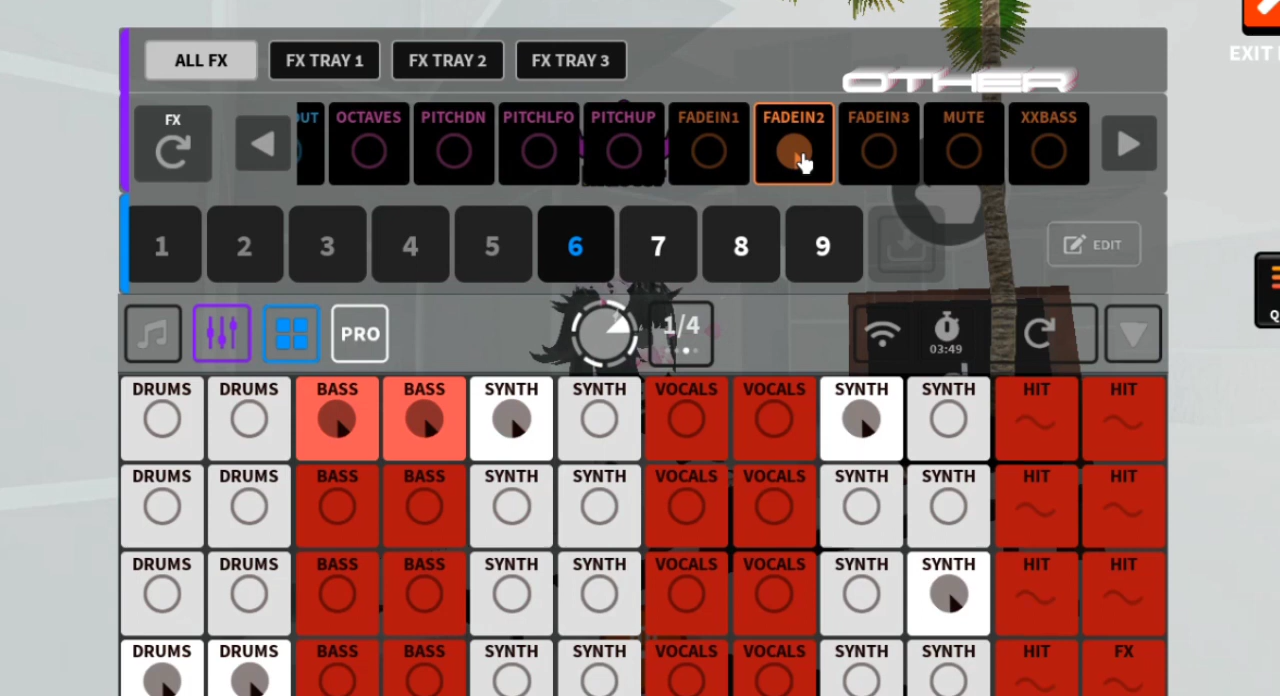 ALL FX FX TRAY 1 FX TRAY 2 FX TRAY 3
OTHER
EXIT
FX OCTAVES PITCHDN PITCHLFO PITCHUP FADEIN1 FADEIN2 FADEIN3 MUTE XXBASS
1 2 3 4 5 6 7 8 9 EDIT
PRO 1/4 03:49
DRUMS DRUMS BASS BASS SYNTH SYNTH VOCALS VOCALS SYNTH SYNTH HIT HIT
DRUMS DRUMS BASS BASS SYNTH SYNTH VOCALS VOCALS SYNTH SYNTH HIT HIT
DRUMS DRUMS BASS BASS SYNTH SYNTH VOCALS VOCALS SYNTH SYNTH HIT HIT
DRUMS DRUMS BASS BASS SYNTH SYNTH VOCALS VOCALS SYNTH SYNTH HIT FX